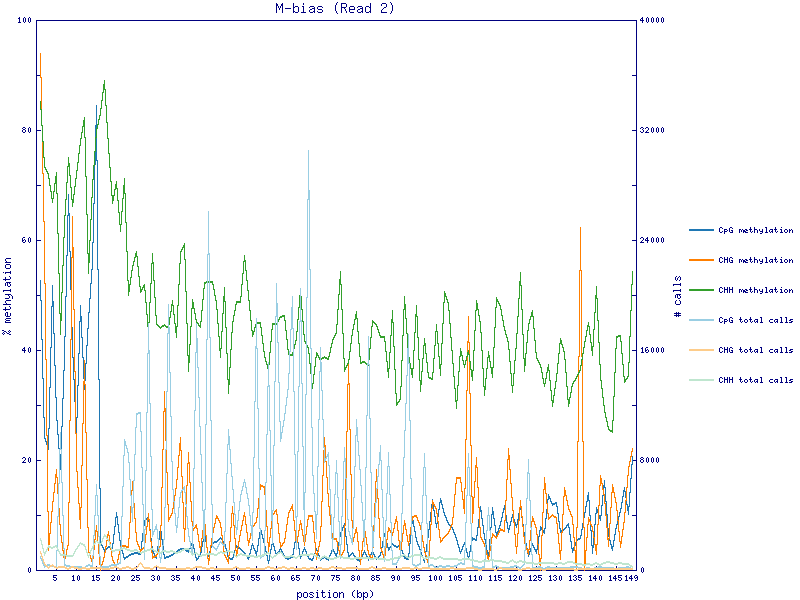 M-bias (Read 2)
100
80
60
40
20
0
% methylation
40000
32000
24000
16000
8000
0
# calls
5 10 15 20 25 30 35 40 45 50 55 60 65 70 75 80 85 90 95 100 105 110 115 120 125 130 135 140 145 149
position (bp)
CpG methylation
CHG methylation
CHH methylation
CpG total calls
CHG total calls
CHH total calls